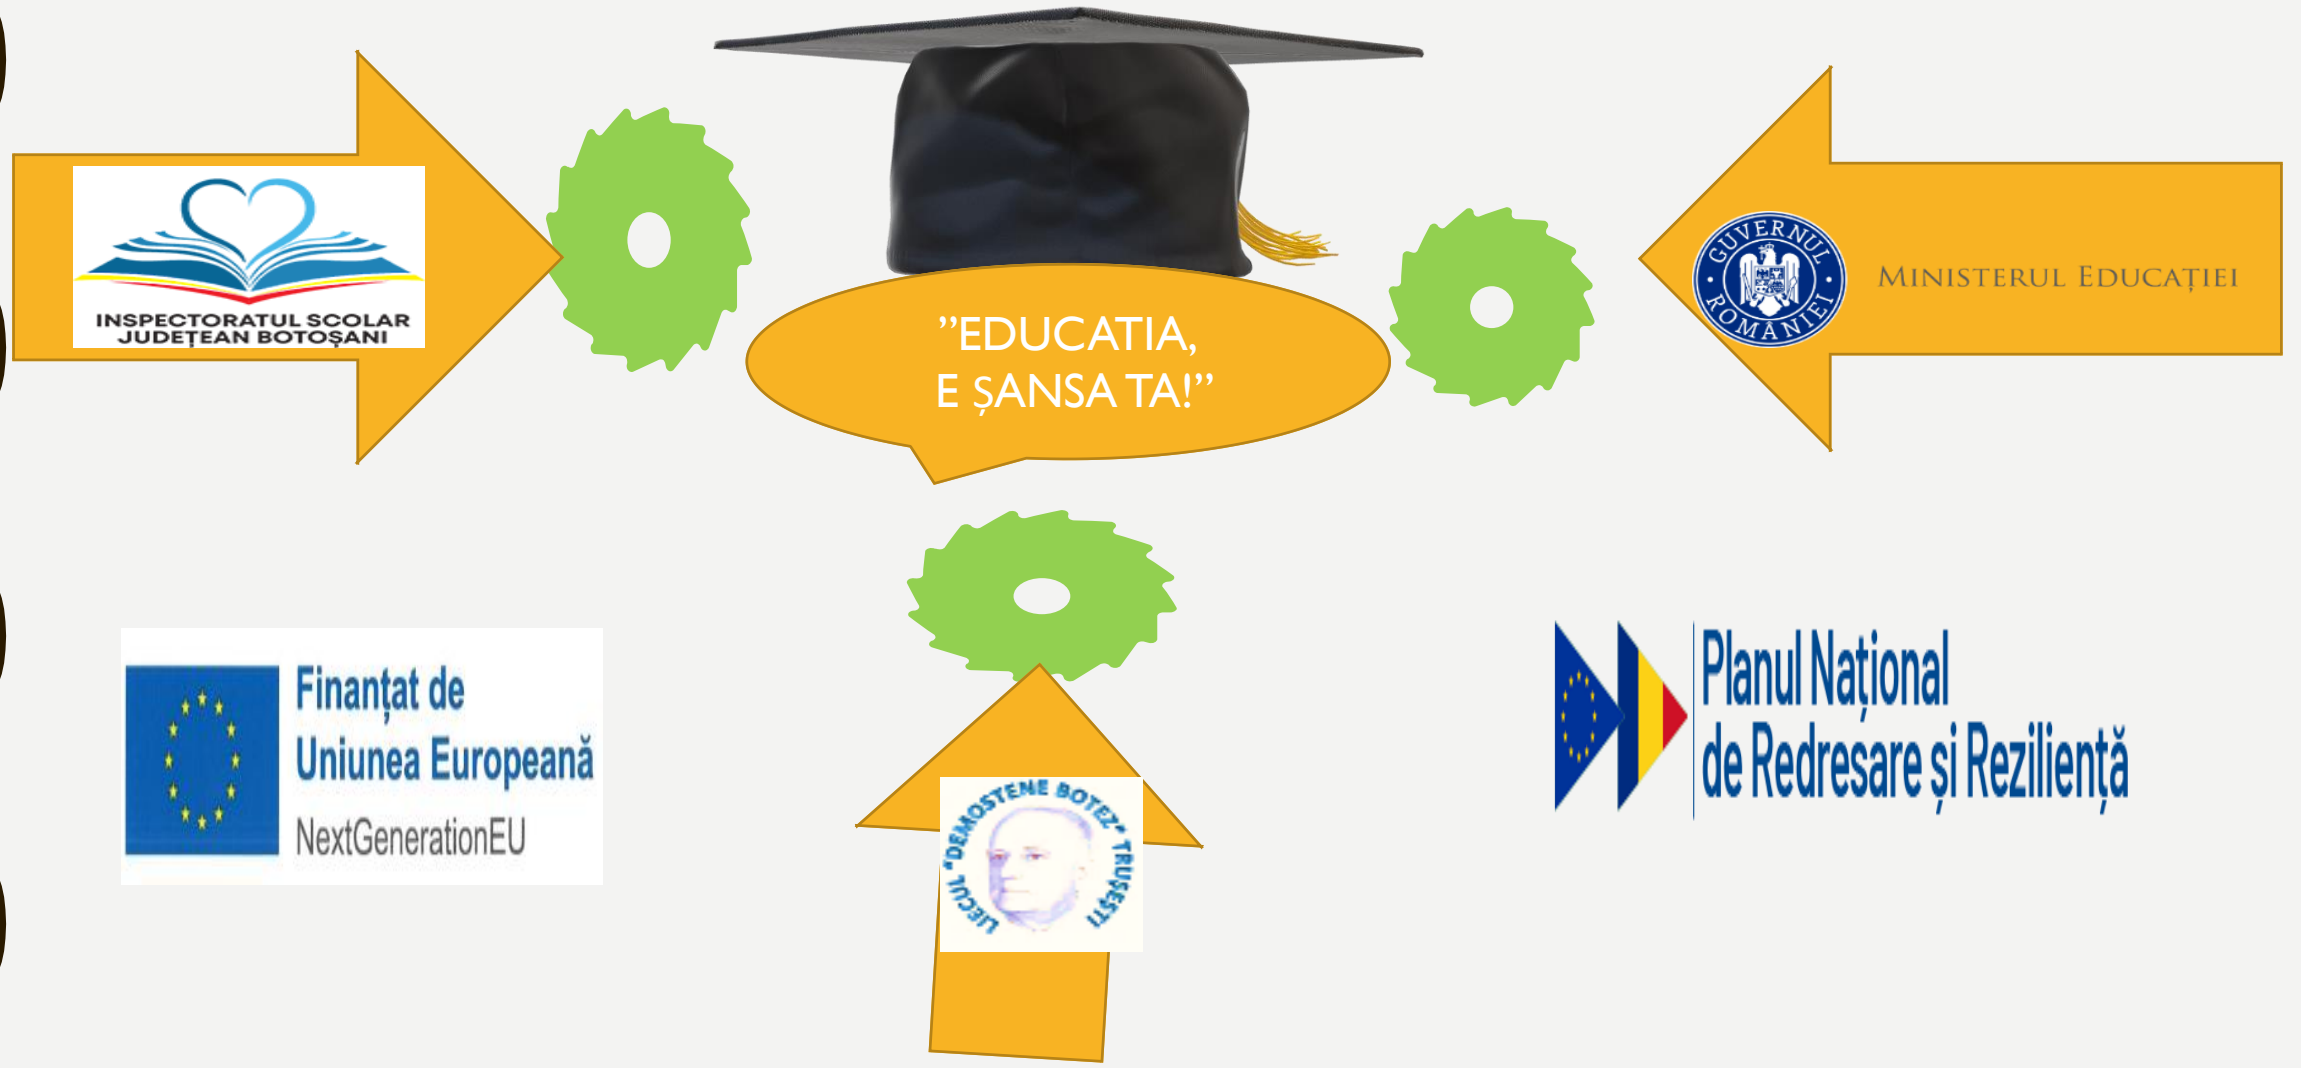 INSPECTORATUL SCOLAR
JUDEȚEAN BOTOȘANI
”EDUCATIA,
E ȘANSA TA!”
GUVERNUL ROMÂNIEI
MINISTERUL EDUCAȚIEI
Finanțat de
Uniunea Europeană
NextGenerationEU
LICEUL "DEMOSTENE BOTEZ" TRUȘEȘTI
Planul Național
de Redresare și Reziliență